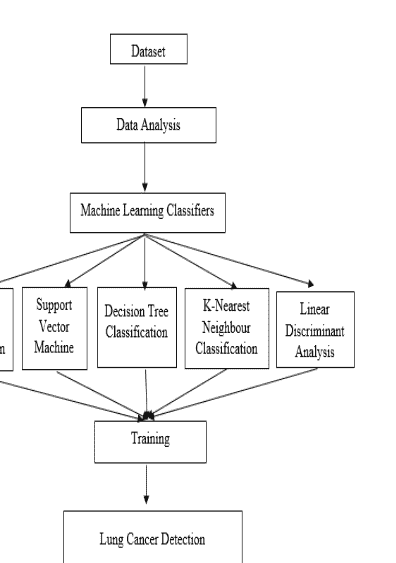 Dataset
Data Analysis
Machine Learning Classifiers
Support
Vector
Machine
Decision Tree
Classification
K-Nearest
Neighbour
Classification
Linear
Discriminant
Analysis
Training
Lung Cancer Detection